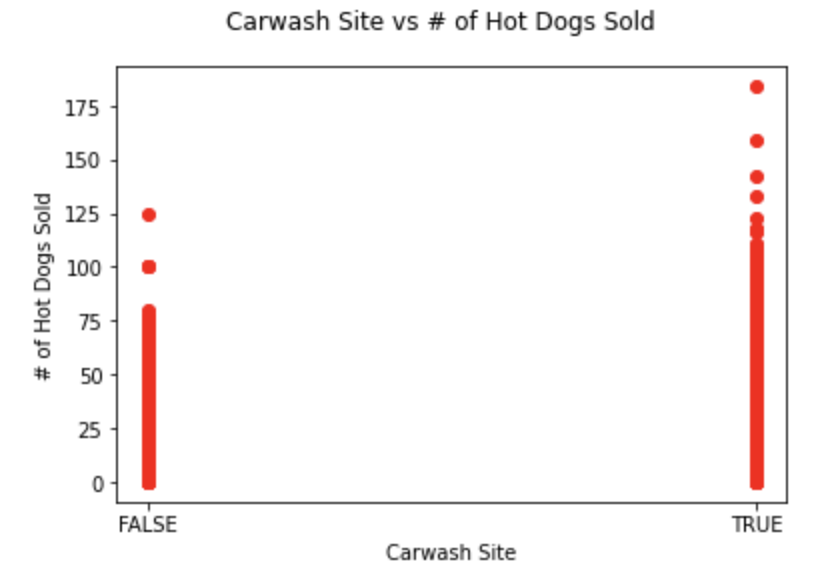 Carwash Site vs # of Hot Dogs Sold
# of Hot Dogs Sold
175
150
125
100
75
50
25
0
FALSE TRUE
Carwash Site